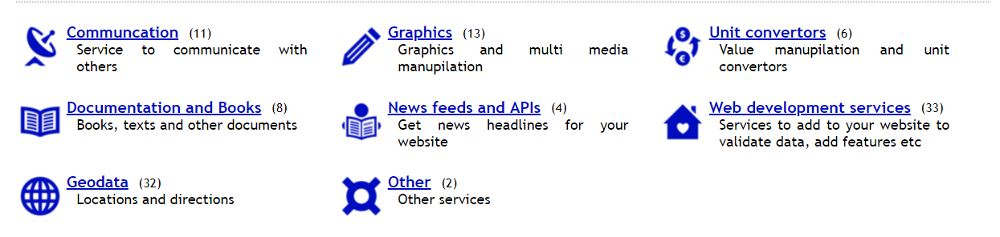 Communcation (11)
Service to communicate with
others
Graphics (13)
Graphics and multi media
manupilation
Unit convertors (6)
Value manupilation and unit
convertors
Documentation and Books (8)
Books, texts and other documents
News feeds and APIs (4)
Get news headlines for your
website
Web development services (33)
Services to add to your website to
validate data, add features etc
Geodata (32)
Locations and directions
Other (2)
Other services